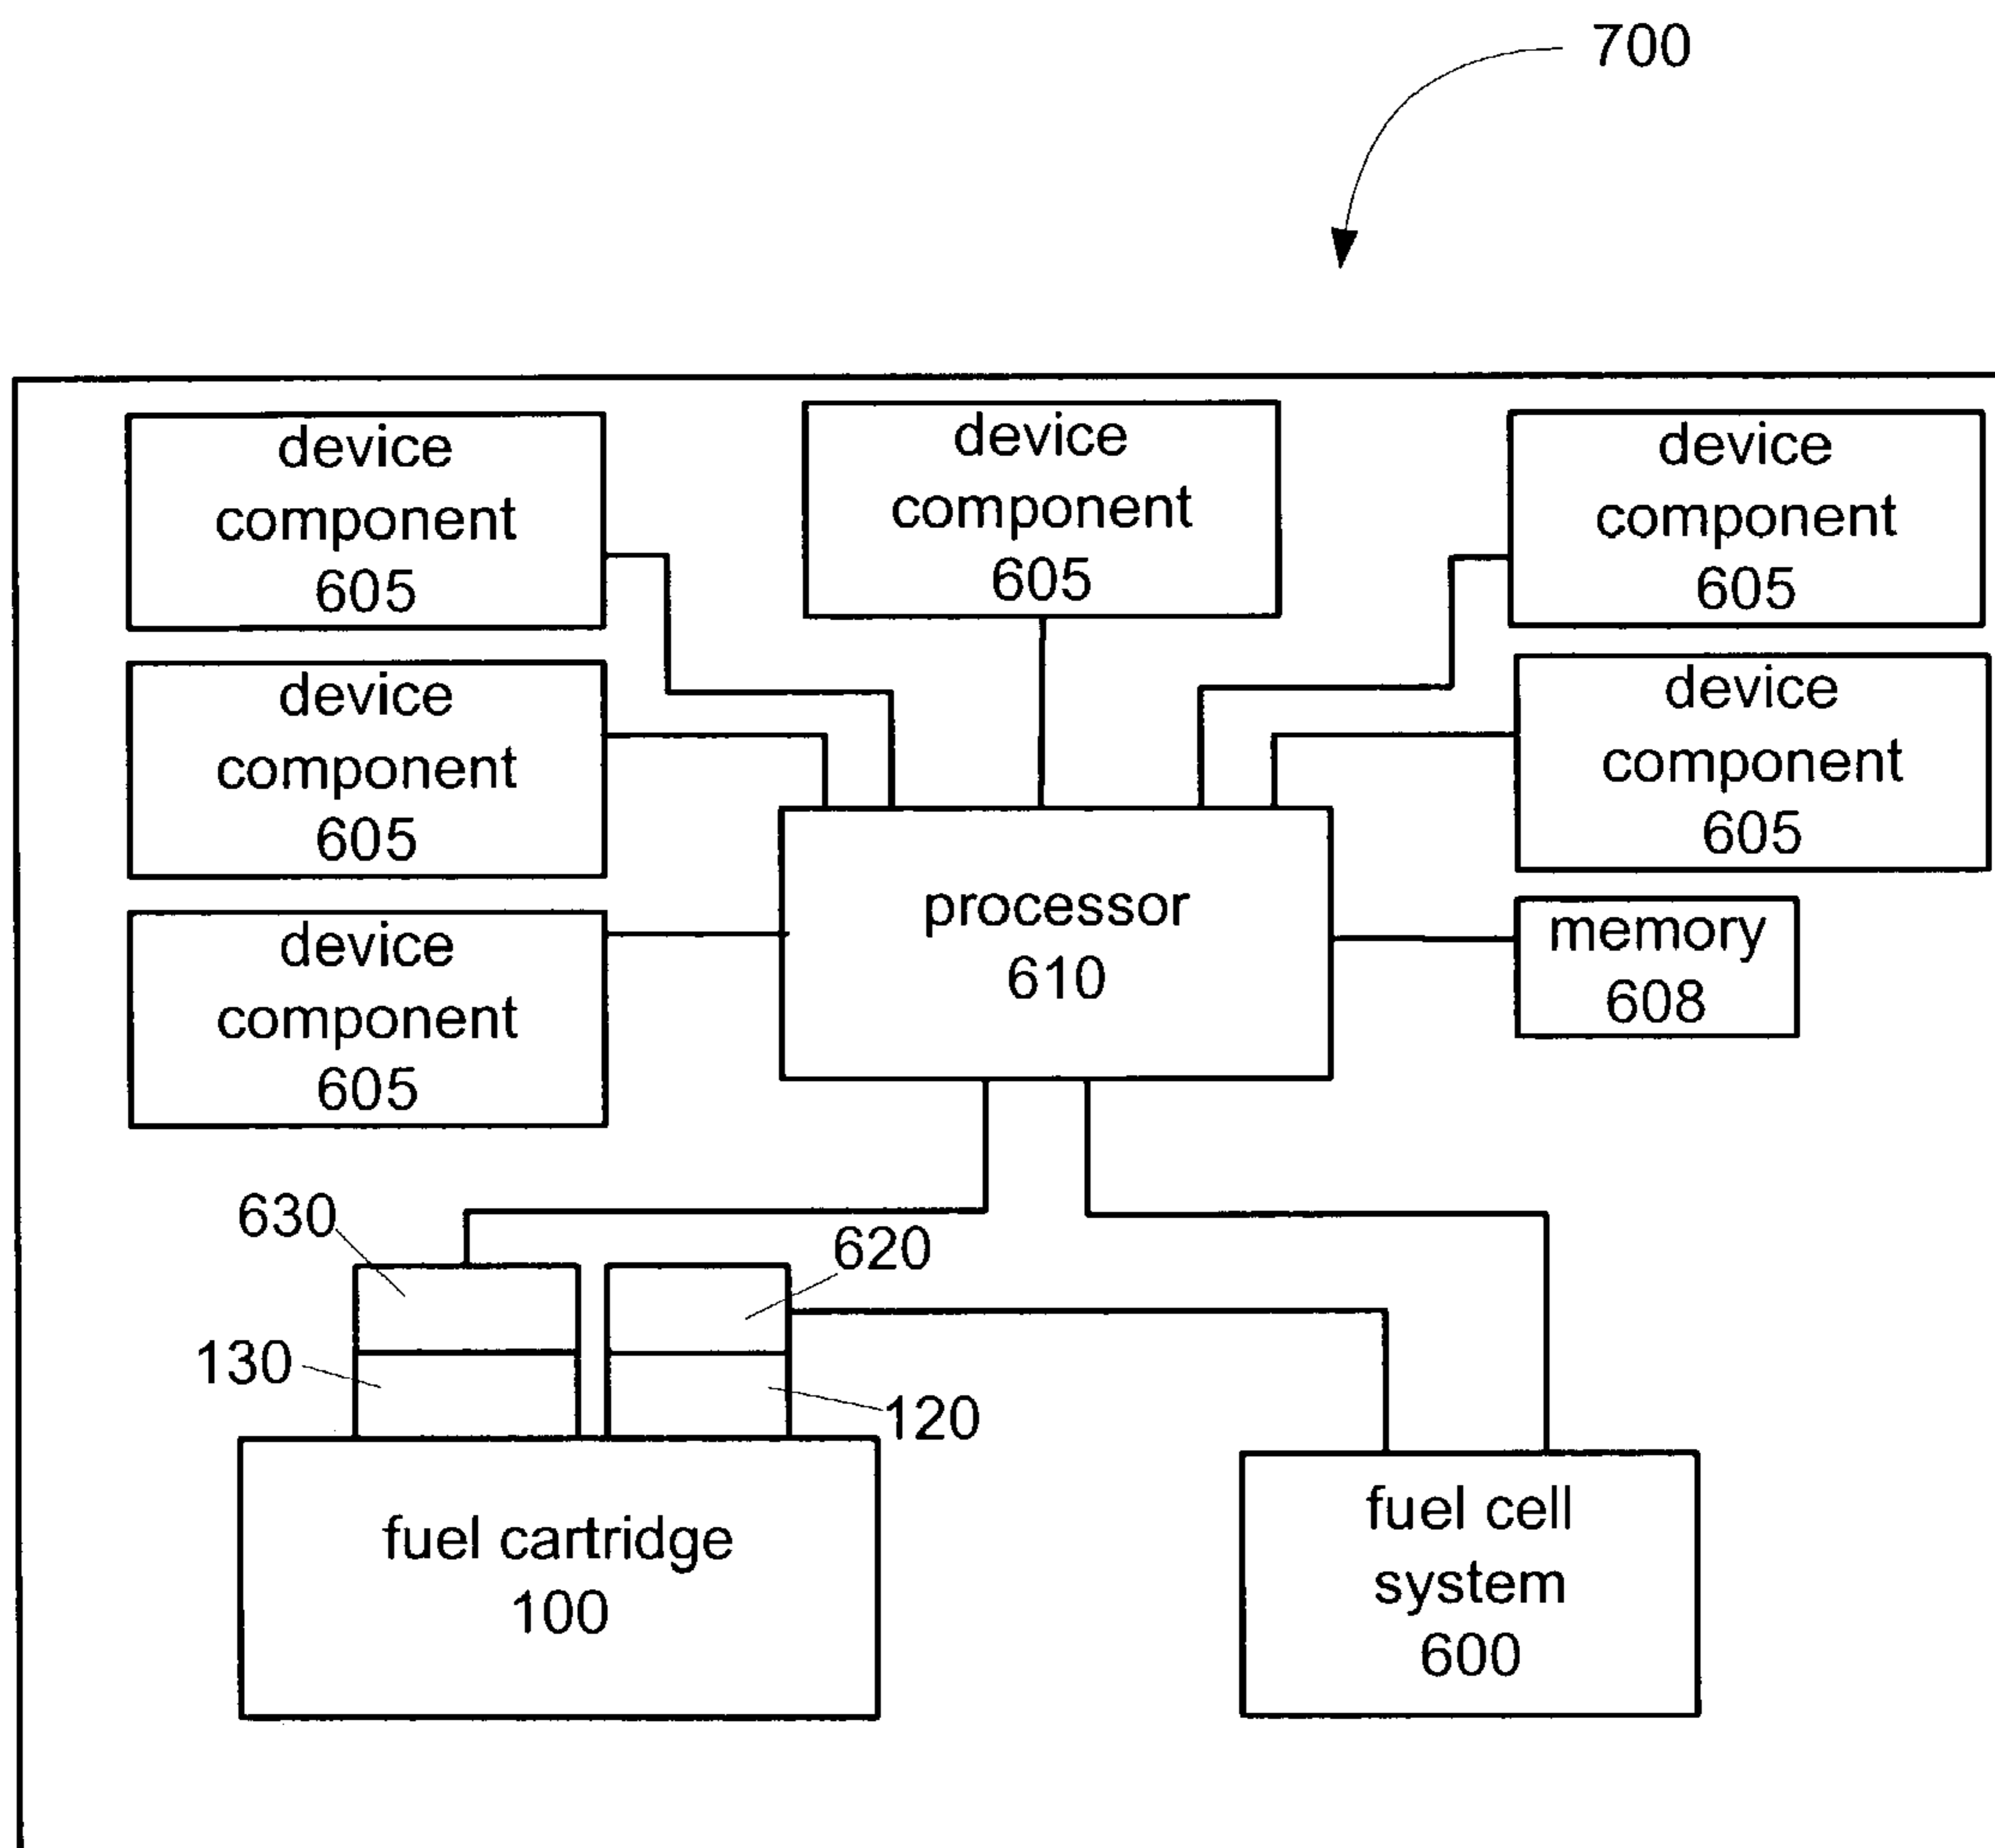 700
device
component
605
device
component
605
device
component
605
device
component
605
device
component
605
device
component
605
processor
610
memory
608
630
620
130
120
fuel cartridge
100
fuel cell
system
600